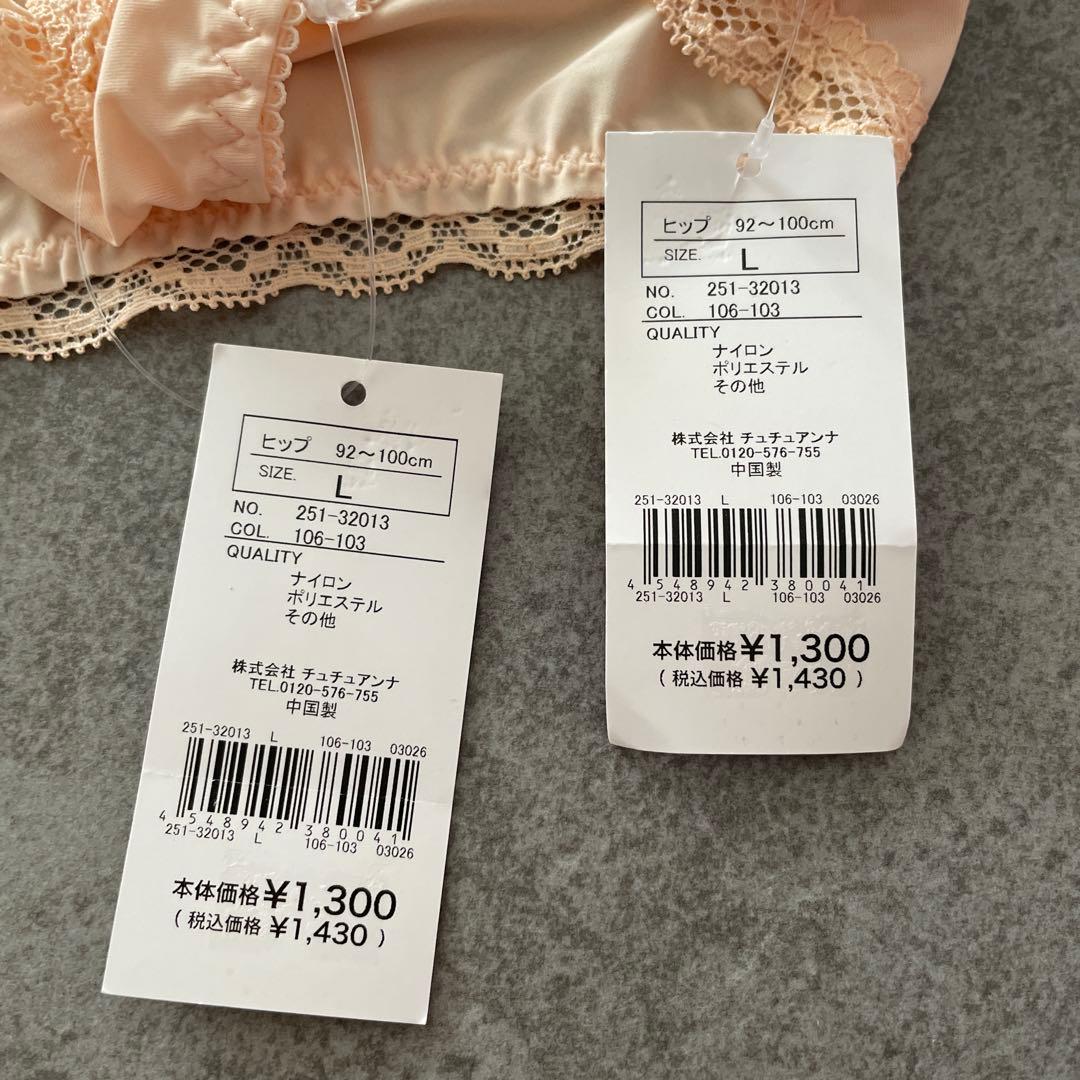 ヒップ 92～100cm
SIZE. L
NO. 251-32013
COL. 106-103
QUALITY
ナイロン
ポリエステル
その他
株式会社 チュチュアンナ
TEL.0120-576-755
中国製
251-32013 L 106-103 03026
4 548942 380041
251-32013 L 106-103 03026
本体価格¥1,300
( 税込価格 ¥1,430 )
ヒップ 92～100cm
SIZE. L
NO. 251-32013
COL. 106-103
QUALITY
ナイロン
ポリエステル
その他
株式会社 チュチュアンナ
TEL.0120-576-755
中国製
251-32013 L 106-103 03026
4 548942 380041
251-32013 L 106-103 03026
本体価格¥1,300
( 税込価格 ¥1,430 )